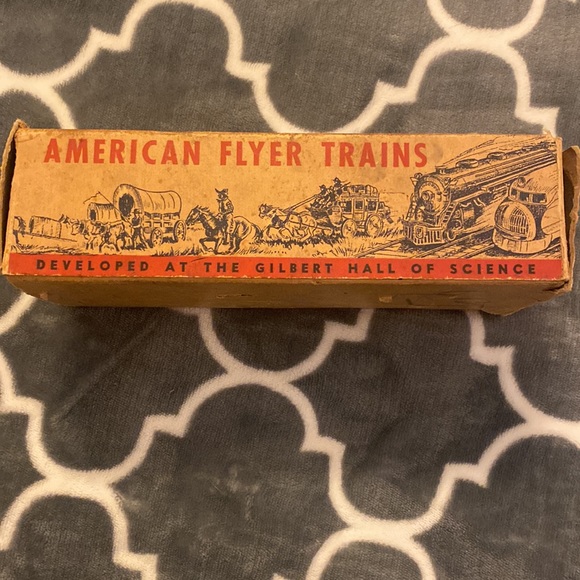 AMERICAN FLYER TRAINS
DEVELOPED AT THE GILBERT HALL OF SCIENCE